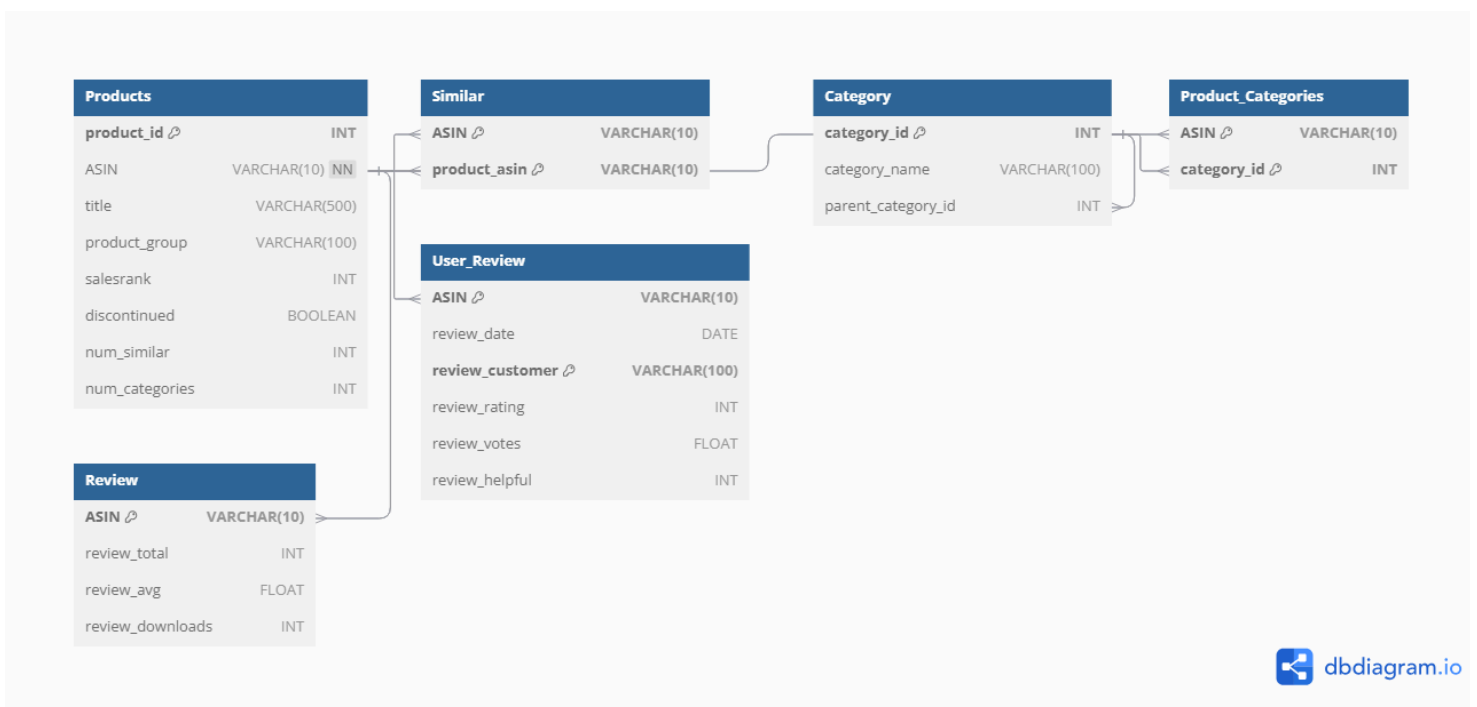 Products
product_id INT
ASIN VARCHAR(10) NN
title VARCHAR(500)
product_group VARCHAR(100)
salesrank INT
discontinued BOOLEAN
num_similar INT
num_categories INT
Similar
ASIN VARCHAR(10)
product_asin VARCHAR(10)
Category
category_id INT
category_name VARCHAR(100)
parent_category_id INT
Product_Categories
ASIN VARCHAR(10)
category_id INT
User_Review
ASIN VARCHAR(10)
review_date DATE
review_customer VARCHAR(100)
review_rating INT
review_votes FLOAT
review_helpful INT
Review
ASIN VARCHAR(10)
review_total INT
review_avg FLOAT
review_downloads INT
dbdiagram.io